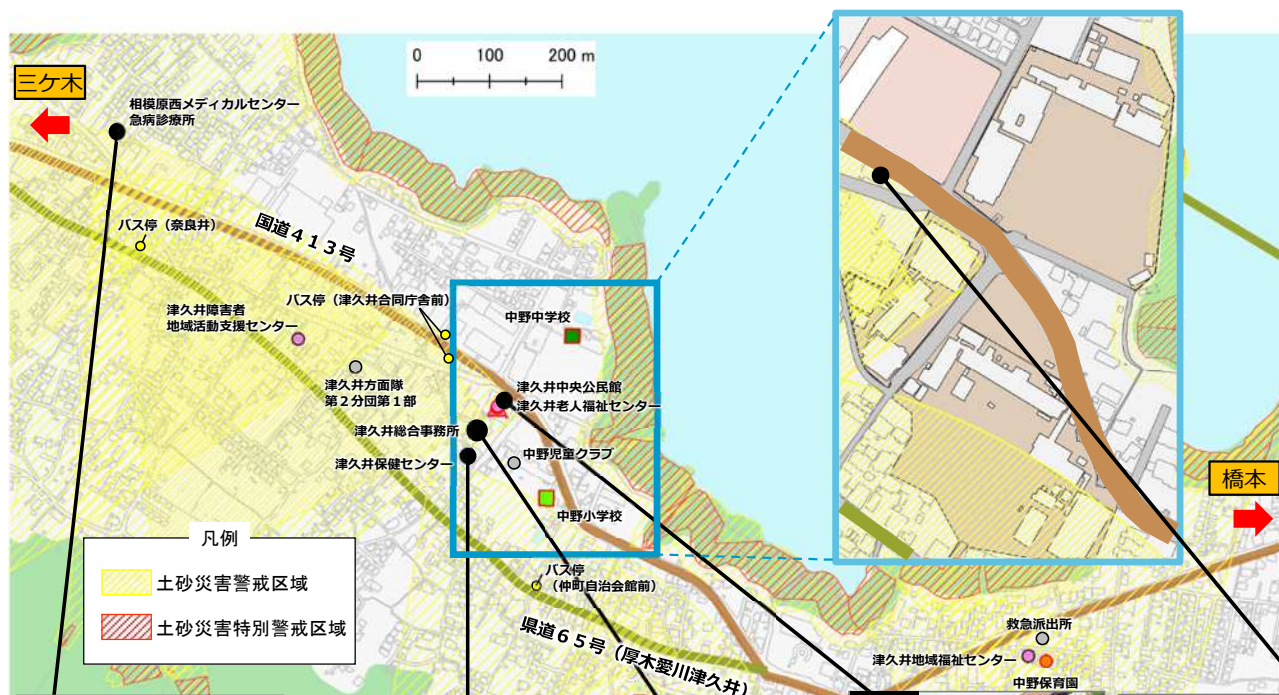 0 100 200 m
三ケ木
相模原西メディカルセンター
急病診療所
バス停（奈良井）
国道４１３号
バス停（津久井合同庁舎前）
津久井障害者
地域活動支援センター
中野中学校
津久井方面隊
第２分団第１部
津久井中央公民館
津久井老人福祉センター
津久井総合事務所
津久井保健センター
中野児童クラブ
中野小学校
橋本
凡例
土砂災害警戒区域
土砂災害特別警戒区域
バス停
（仲町自治会館前）
県道６５号（厚木愛川津久井）
救急派出所
津久井地域福祉センター
中野保育園